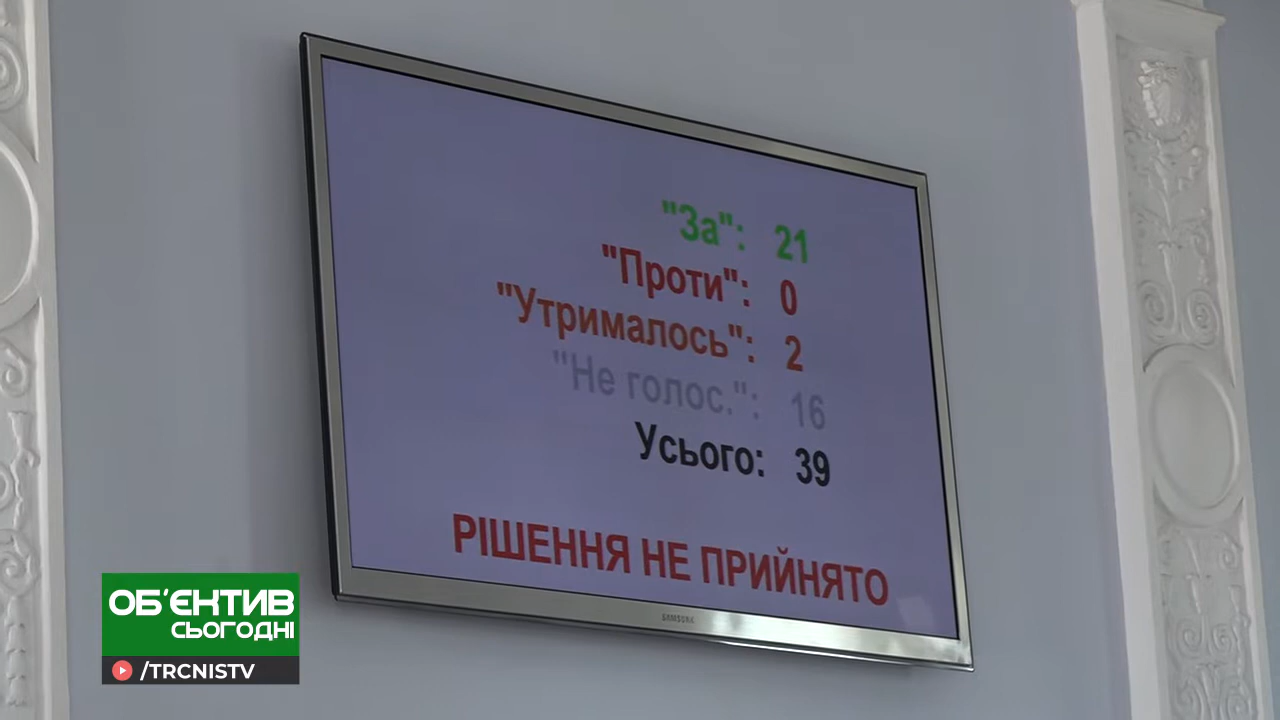 "За": 21
"Проти": 0
"Утрималось": 2
"Не голос.": 16
Усього: 39
РІШЕННЯ НЕ ПРИЙНЯТО
SAMSUNG
ОБ'ЄКТИВ
СЬОГОДНІ
/TRCNISTV